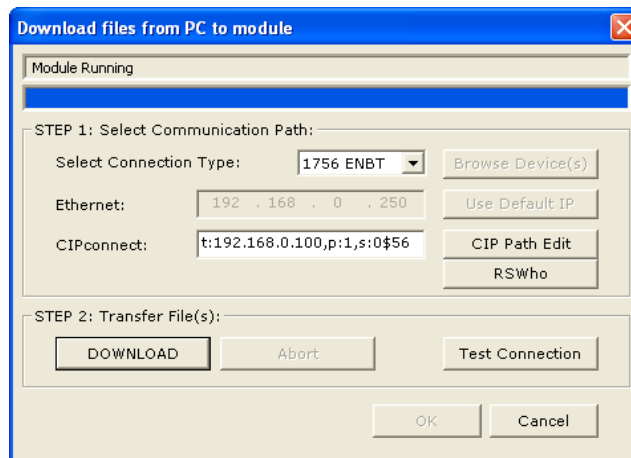 Download files from PC to module
Module Running
STEP 1: Select Communication Path:
Select Connection Type: 1756 ENBT Browse Device(s)
Ethernet: 192 . 168 . 0 . 250 Use Default IP
CIPconnect: t:192.168.0.100,p:1,s:0$56 CIP Path Edit
RSWho
STEP 2: Transfer File(s):
DOWNLOAD Abort Test Connection
OK Cancel